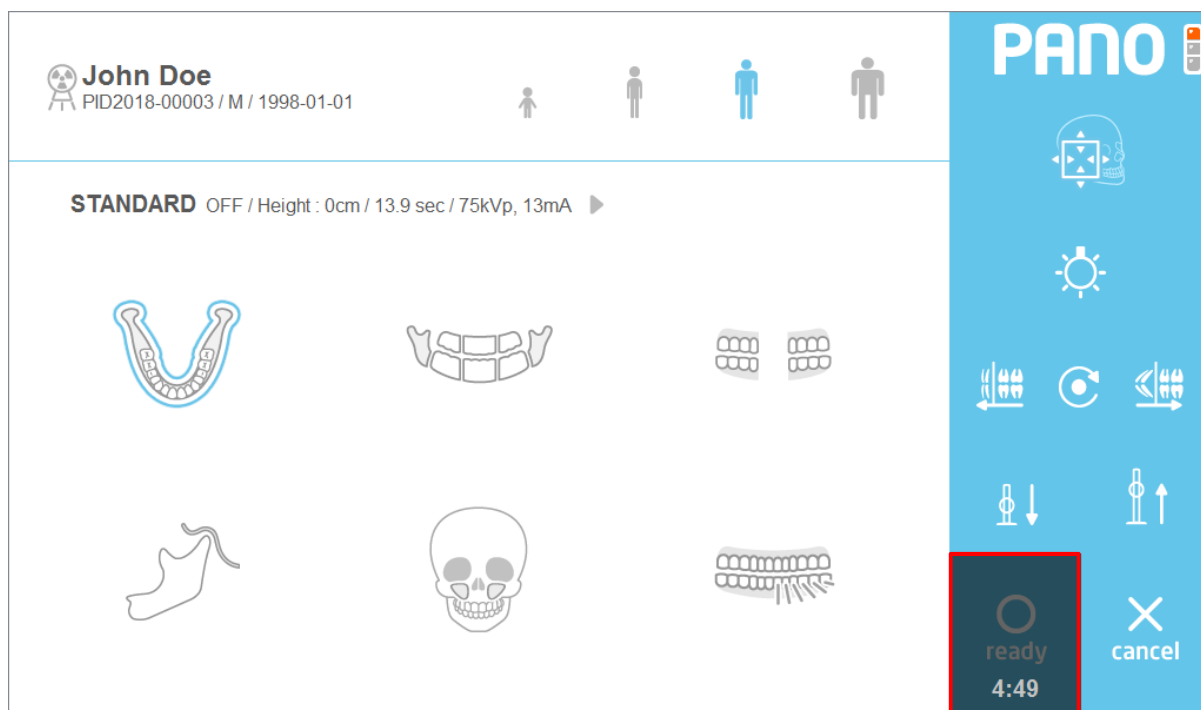 John Doe
PID2018-00003 / M / 1998-01-01
PANO
STANDARD OFF / Height : 0cm / 13.9 sec / 75kVp, 13mA
ready
cancel
4:49